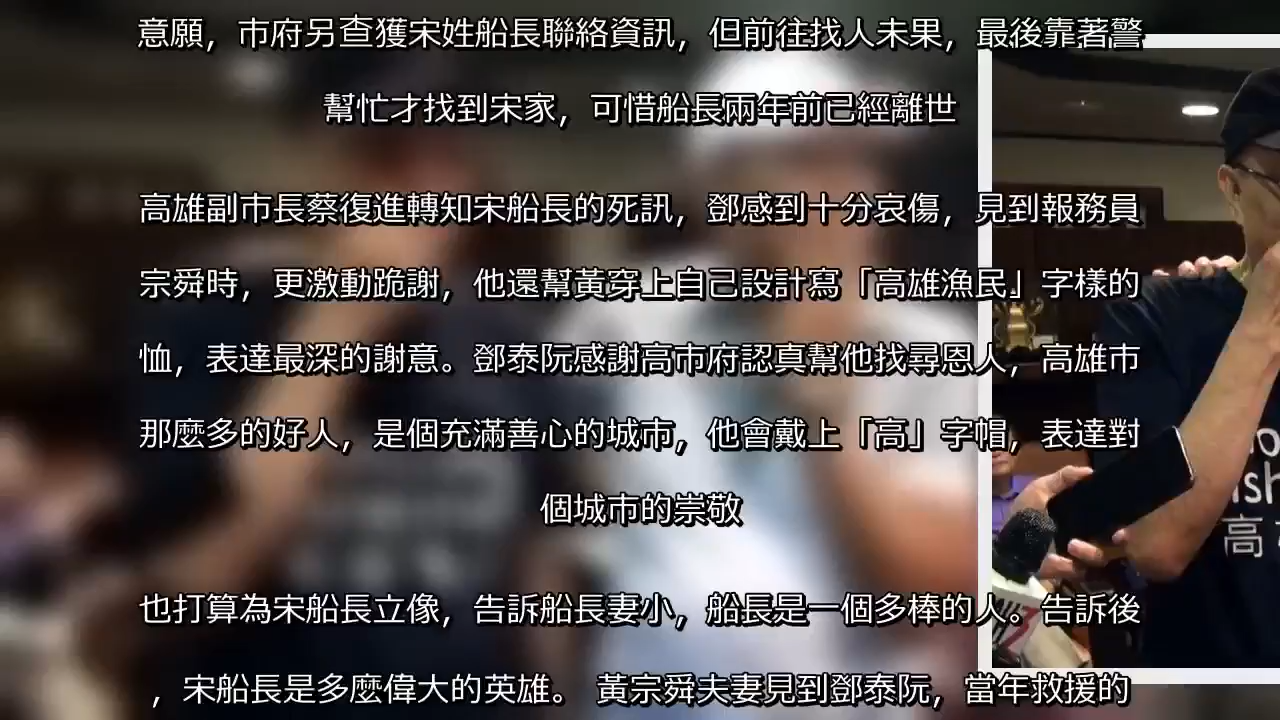 意願，市府另查獲宋姓船長聯絡資訊，但前往找人未果，最後靠著警
幫忙才找到宋家，可惜船長兩年前已經離世
高雄副市長蔡復進轉知宋船長的死訊，鄧感到十分哀傷，見到報務員
宗舜時，更激動跪謝，他還幫黃穿上自己設計寫「高雄漁民」字樣的
恤，表達最深的謝意。鄧泰阮感謝高市府認真幫他找尋恩人，高雄市
那麼多的好人，是個充滿善心的城市，他會戴上「高」字帽，表達對
個城市的崇敬
也打算為宋船長立像，告訴船長妻小，船長是一個多棒的人。告訴後
，宋船長是多麼偉大的英雄。 黃宗舜夫妻見到鄧泰阮，當年救援的
高